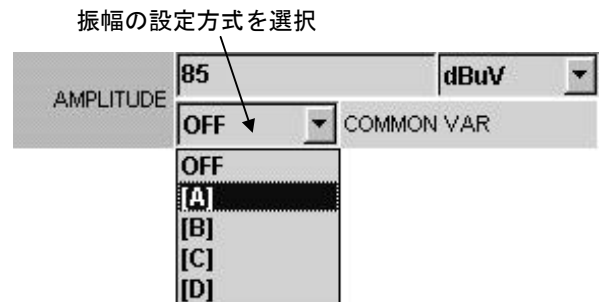 振幅の設定方式を選択
85 dBuV
AMPLITUDE
OFF COMMON VAR
OFF
[A]
[B]
[C]
[D]